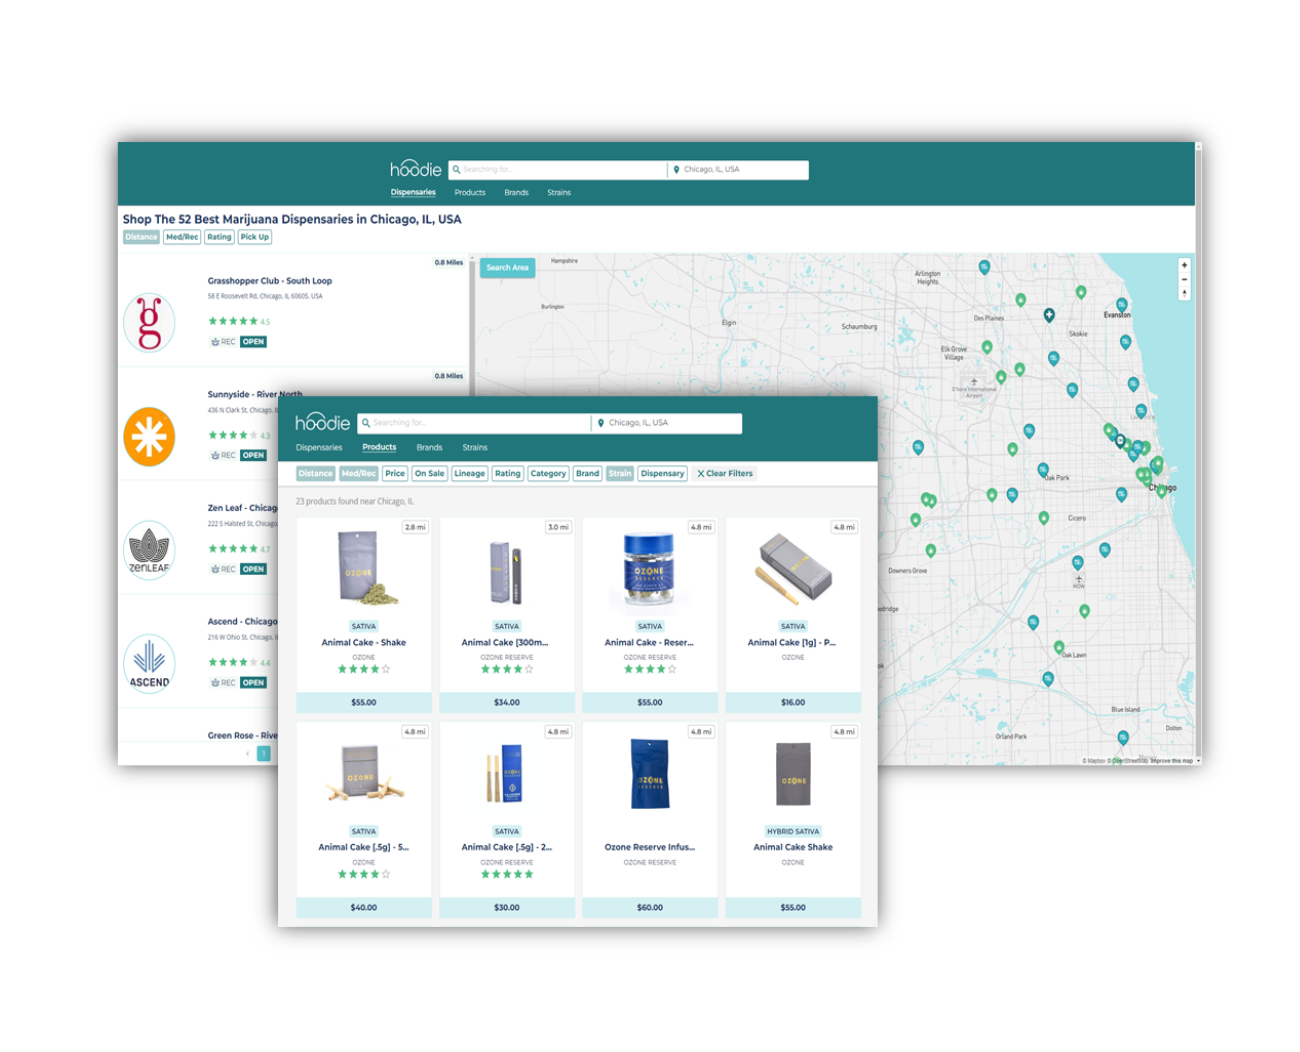 hoodie
Searching for...
Chicago, IL, USA
Dispensaries Products Brands Strains
Shop The 52 Best Marijuana Dispensaries in Chicago, IL, USA
Distance Med/Rec Rating Pick Up
0.8 Miles
Grasshopper Club - South Loop
58 E Roosevelt Rd, Chicago, IL 60605, USA
4.5
REC OPEN
0.8 Miles
Sunnyside - River North
436 N Clark St, Chicago,
4.3
REC OPEN
Zen Leaf - Chicag
222 S Halsted St, Chicago
4.7
ZENLEAF
REC OPEN
Ascend - Chicago
216 W Ohio St, Chicago,
4.4
ASCEND
REC OPEN
Green Rose - Rive
‹ 1
Search Area
Hampshire
Burlington
Elgin
Schaumburg
Arlington
Heights
Des Plaines
Evanston
Skokie
Elk Grove
Village
O'Hare International
Airport
Oak Park
Chicago
Cicero
MDW
Downers Grove
Oak Lawn
Blue Island
Dolton
Orland Park
© Mapbox © OpenStreetMap Improve this map
hoodie
Searching for...
Chicago, IL, USA
Dispensaries Products Brands Strains
Distance Med/Rec Price On Sale Lineage Rating Category Brand Strain Dispensary X Clear Filters
23 products found near Chicago, IL
2.8 mi
OZONE
SATIVA
Animal Cake - Shake
OZONE
$55.00
3.0 mi
SATIVA
Animal Cake [300m...
OZONE RESERVE
$34.00
4.8 mi
OZONE
RESERVE
SATIVA
Animal Cake - Reser...
OZONE RESERVE
$55.00
4.8 mi
SATIVA
Animal Cake [1g] - P...
OZONE
$16.00
4.8 mi
OZONE
SATIVA
Animal Cake [.5g] - 5...
OZONE
$40.00
4.8 mi
SATIVA
Animal Cake [.5g] - 2...
OZONE RESERVE
$30.00
4.8 mi
OZONE
RESERVE
Ozone Reserve Infus...
OZONE RESERVE
$60.00
4.8 mi
OZONE
HYBRID SATIVA
Animal Cake Shake
OZONE
$55.00